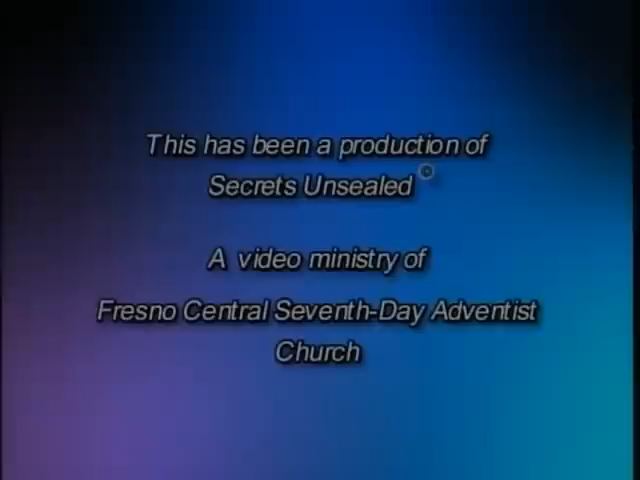 This has been a production of
Secrets Unsealed ©
A video ministry of
Fresno Central Seventh-Day Adventist
Church